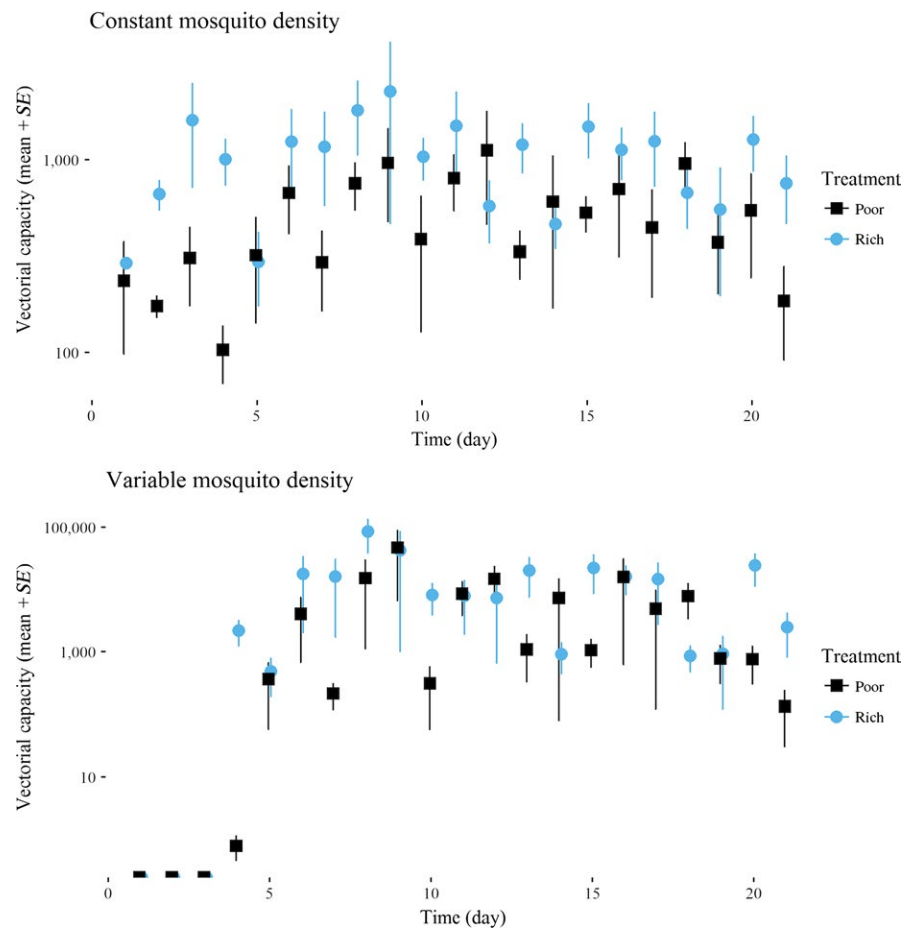 Constant mosquito density
Vectorial capacity (mean + SE)
1,000
100
0
5
10
15
20
Time (day)
Treatment
Poor
Rich
Variable mosquito density
Vectorial capacity (mean + SE)
100,000
1,000
10
0
5
10
15
20
Time (day)
Treatment
Poor
Rich